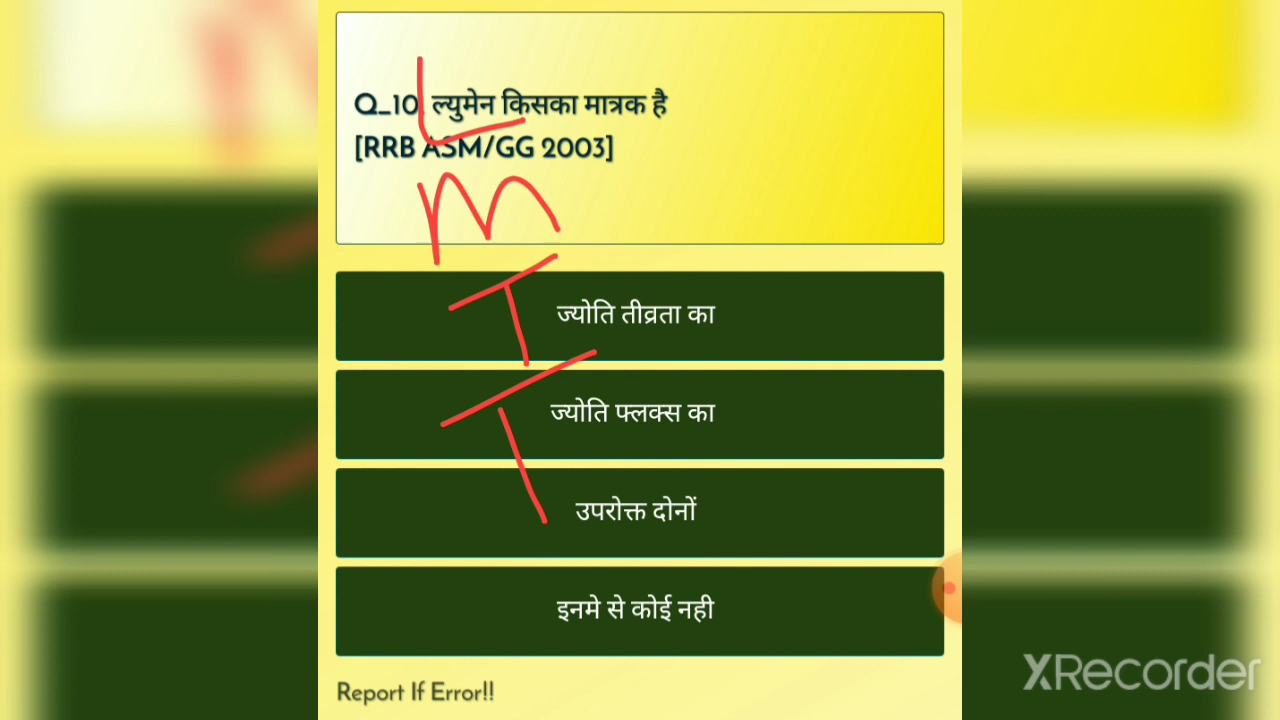 Q_10. ल्युमेन किसका मात्रक है
[RRB ASM/GG 2003]
L
M
T
T
ज्योति तीव्रता का
ज्योति फ्लक्स का
उपरोक्त दोनों
इनमे से कोई नही
Report If Error!!
XRecorder